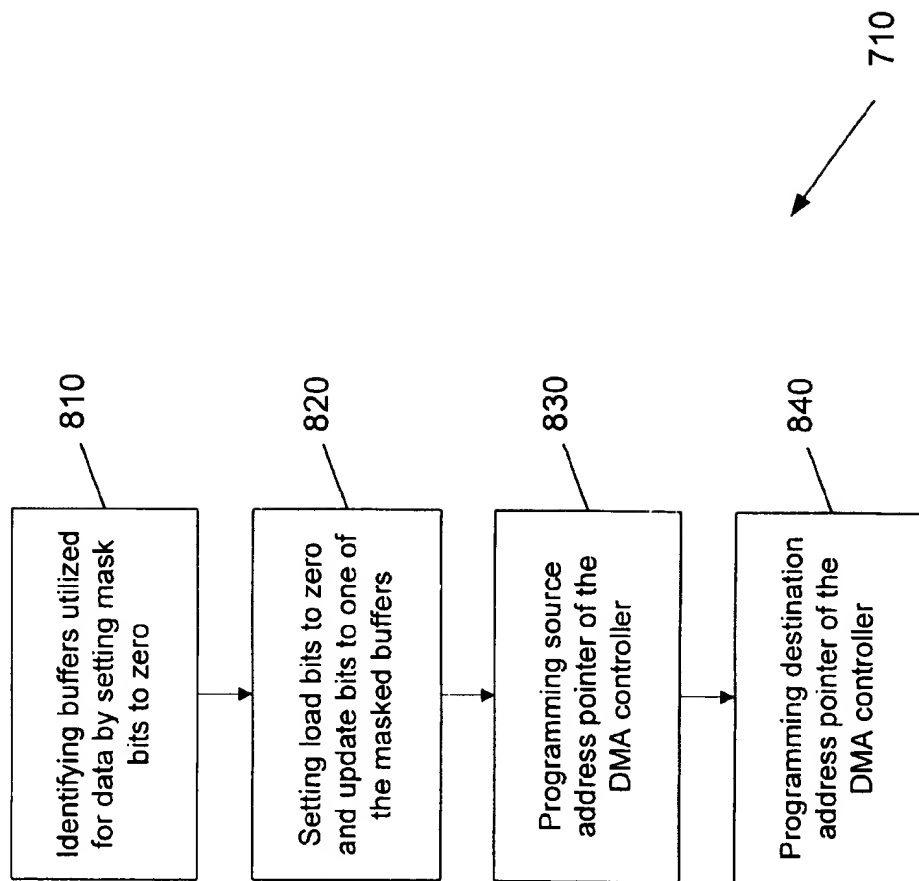 Identifying buffers utilized
for data by setting mask
bits to zero
810
Setting load bits to zero
and update bits to one of
the masked buffers
820
Programming source
address pointer of the
DMA controller
830
Programming destination
address pointer of the
DMA controller
840
710